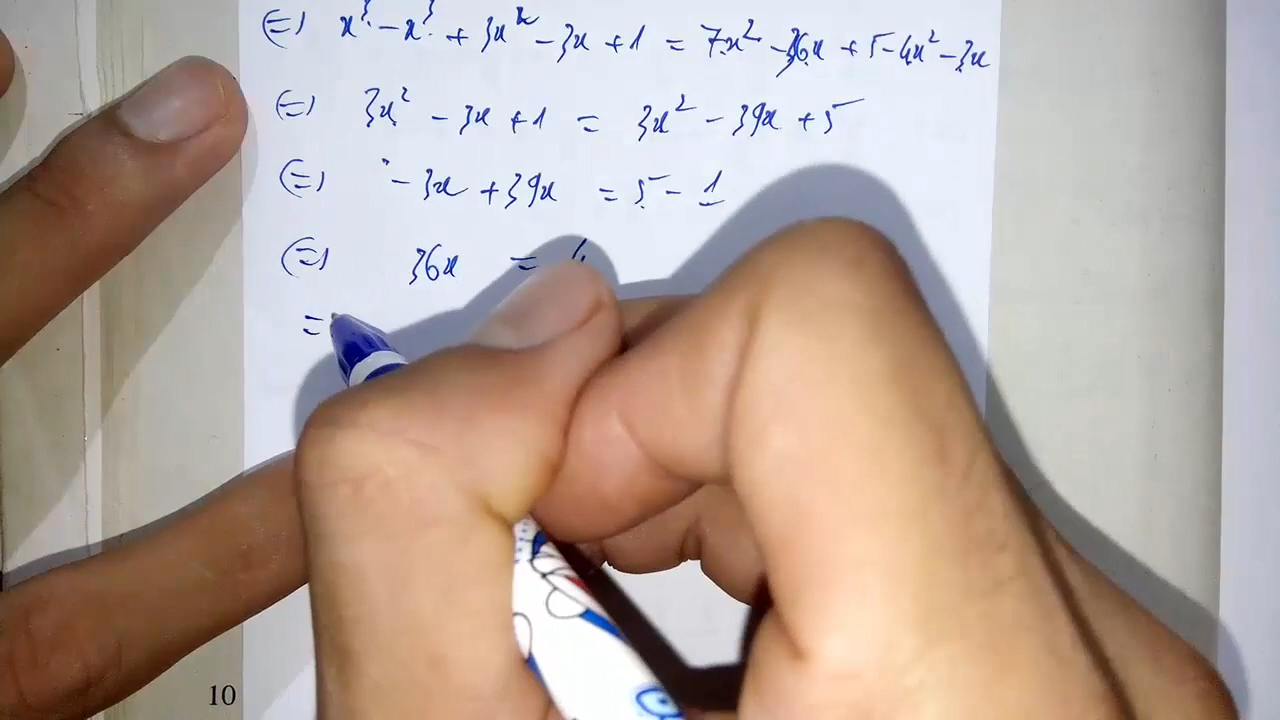 (=) x³ - x³ + 3x² - 3x + 1 = 7x² - 36x + 5 - 4x² - 3x
(=) 3x² - 3x + 1 = 3x² - 39x + 5
(=) - 3x + 39x = 5 - 1
(=) 36x = 4
=
10